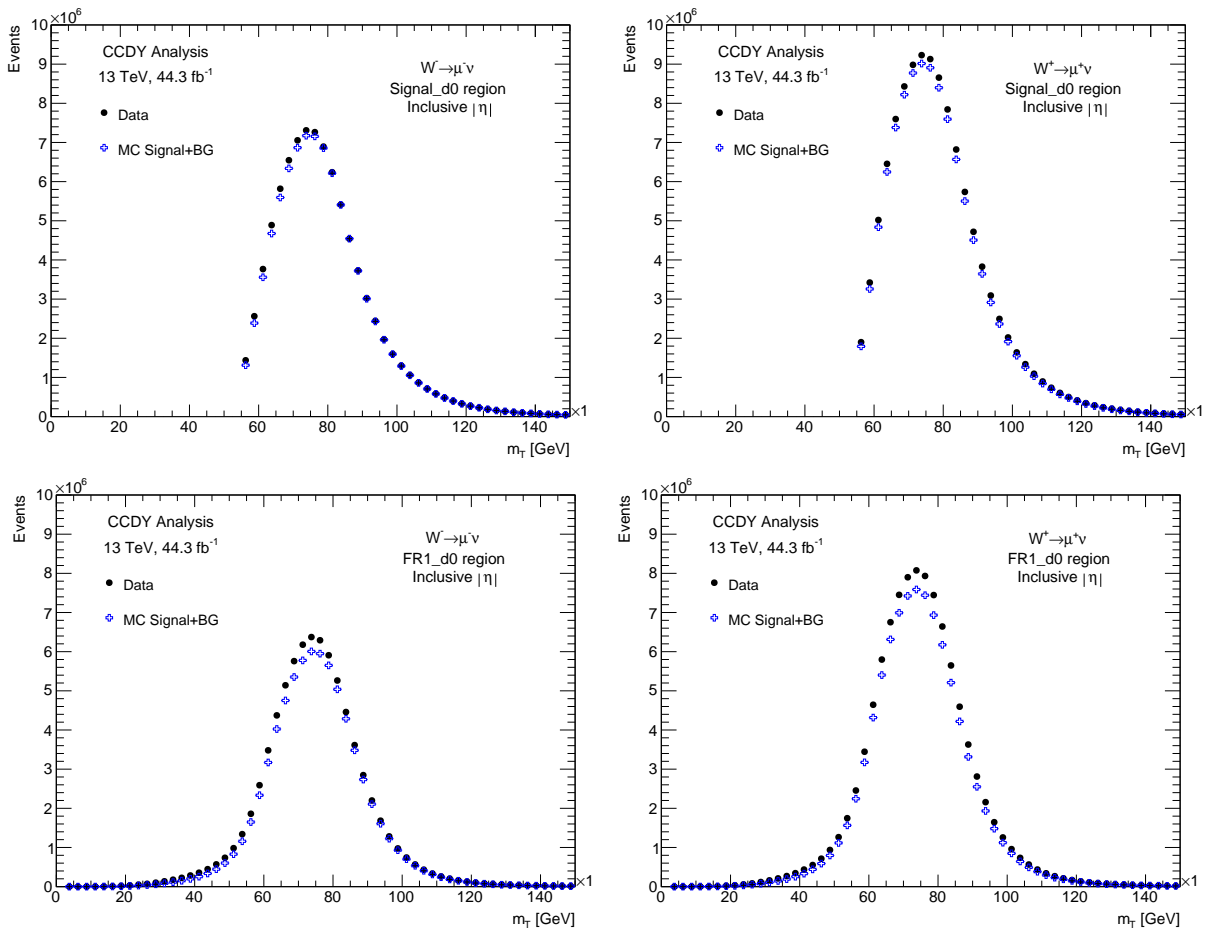 ×10⁶
Events
10
9
8
7
6
5
4
3
2
1
0
CCDY Analysis
13 TeV, 44.3 fb⁻¹
Data
MC Signal+BG
W⁻→μ⁻ν
Signal_d0 region
Inclusive |η|
0 20 40 60 80 100 120 140
×1
m_T [GeV]
×10⁶
Events
10
9
8
7
6
5
4
3
2
1
0
CCDY Analysis
13 TeV, 44.3 fb⁻¹
Data
MC Signal+BG
W⁺→μ⁺ν
Signal_d0 region
Inclusive |η|
0 20 40 60 80 100 120 140
×1
m_T [GeV]
×10⁶
Events
10
9
8
7
6
5
4
3
2
1
0
CCDY Analysis
13 TeV, 44.3 fb⁻¹
Data
MC Signal+BG
W⁻→μ⁻ν
FR1_d0 region
Inclusive |η|
0 20 40 60 80 100 120 140
×1
m_T [GeV]
×10⁶
Events
10
9
8
7
6
5
4
3
2
1
0
CCDY Analysis
13 TeV, 44.3 fb⁻¹
Data
MC Signal+BG
W⁺→μ⁺ν
FR1_d0 region
Inclusive |η|
0 20 40 60 80 100 120 140
×1
m_T [GeV]